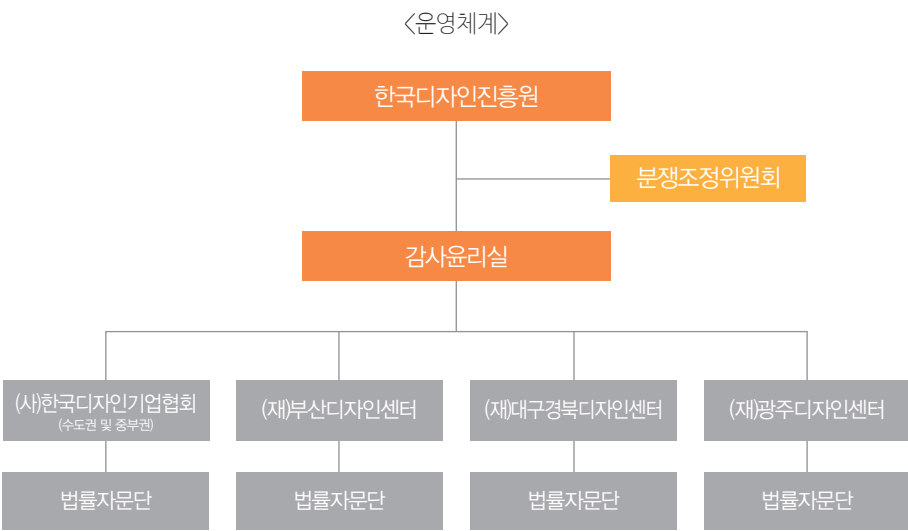 <운영체계>
한국디자인진흥원
분쟁조정위원회
감사윤리실
(사)한국디자인기업협회
(수도권 및 중부권)
(재)부산디자인센터
(재)대구경북디자인센터
(재)광주디자인센터
법률자문단
법률자문단
법률자문단
법률자문단